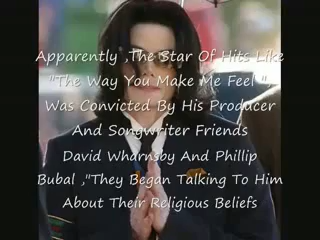 Apparently ,The Star Of Hits Like
"The Way You Make Me Feel "
Was Convicted By His Producer
And Songwriter Friends
David Wharnsby And Phillip
Bubal ,"They Began Talking To Him
About Their Religious Beliefs